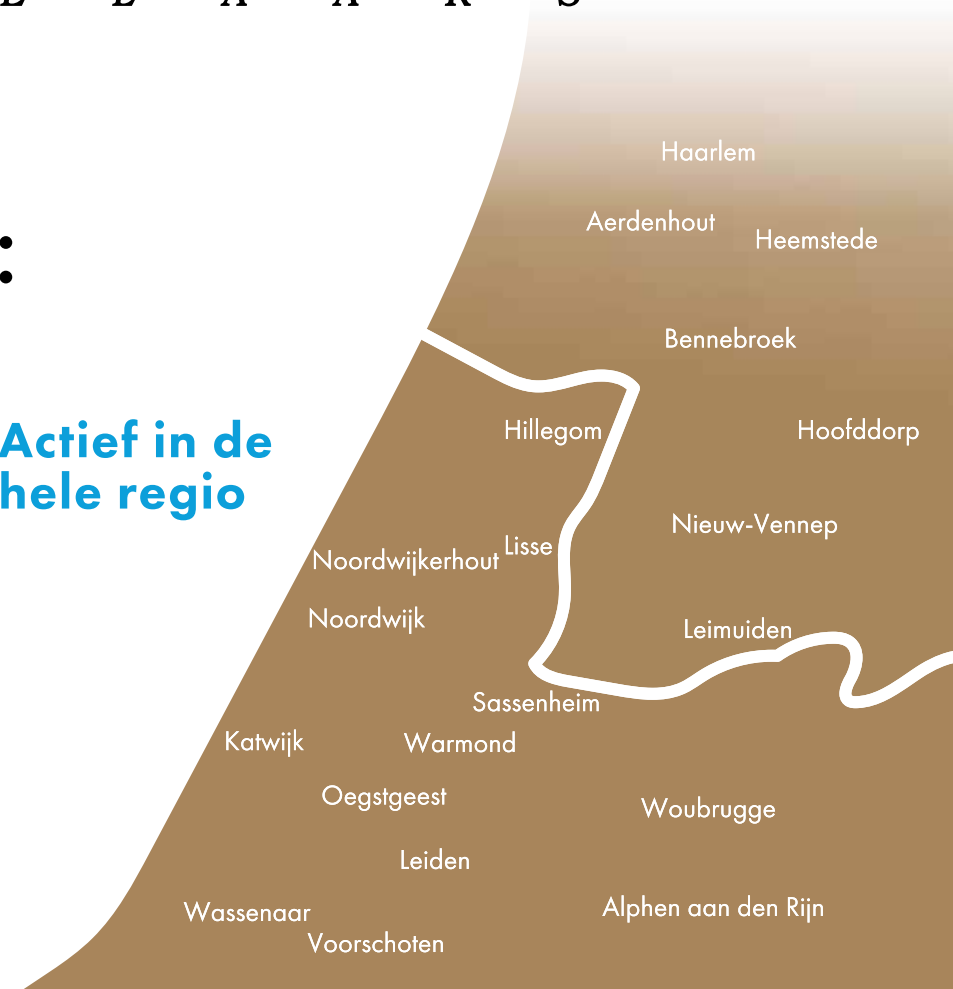 Haarlem
Aerdenhout
Heemstede
Bennebroek
:
Actief in de
hele regio
Hillegom
Hoofddorp
Nieuw-Vennep
Lisse
Noordwijkerhout
Noordwijk
Leimuiden
Sassenheim
Katwijk
Warmond
Oegstgeest
Woubrugge
Leiden
Alphen aan den Rijn
Wassenaar
Voorschoten